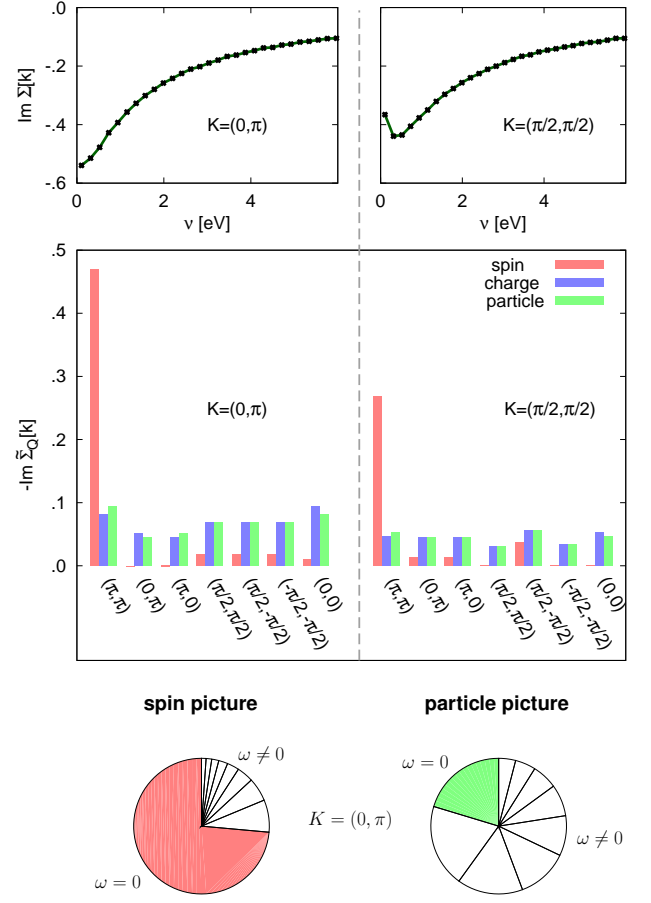 .0
-.2
-.4
-.6
Im Σ[k]
K=(0,π)
K=(π/2,π/2)
0 2 4
0 2 4
ν [eV]
ν [eV]
.5
.4
.3
.2
.1
.0
-Im Σ̃_Q[k]
spin
charge
particle
K=(0,π)
K=(π/2,π/2)
(π,π)
(0,π)
(π,0)
(π/2,π/2)
(π/2,-π/2)
(-π/2,-π/2)
(0,0)
(π,π)
(0,π)
(π,0)
(π/2,π/2)
(π/2,-π/2)
(-π/2,-π/2)
(0,0)
spin picture
particle picture
ω ≠ 0
ω = 0
K = (0, π)
ω = 0
ω ≠ 0